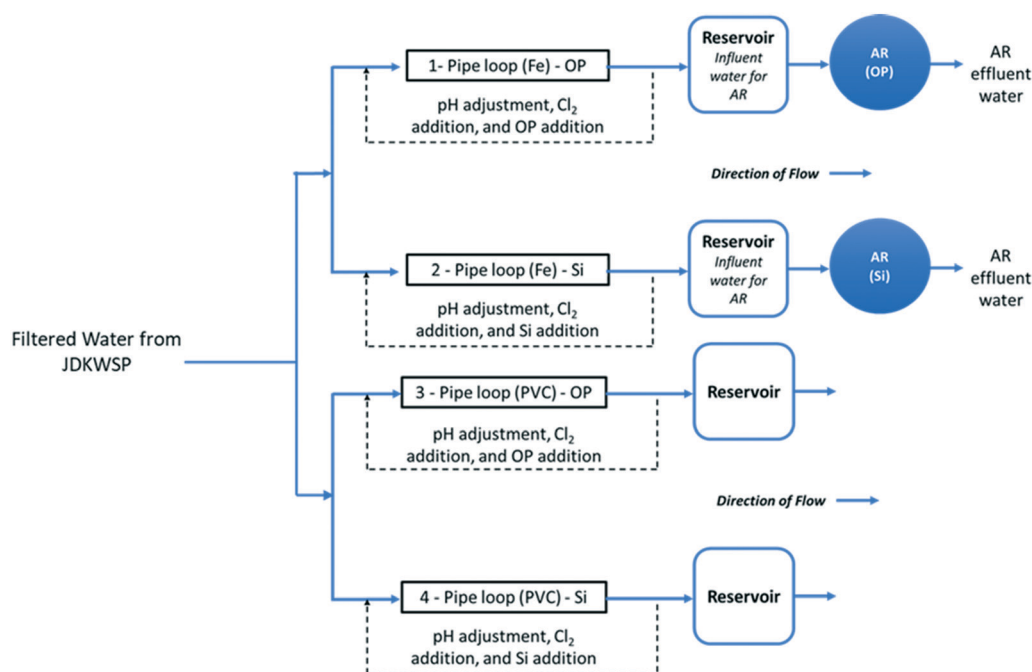 1- Pipe loop (Fe) - OP
pH adjustment, Cl₂
addition, and OP addition
Reservoir
Influent
water for
AR
AR
(OP)
AR
effluent
water
Direction of Flow
2 - Pipe loop (Fe) - Si
pH adjustment, Cl₂
addition, and Si addition
Reservoir
Influent
water for
AR
AR
(Si)
AR
effluent
water
Filtered Water from
JDKWSP
3 - Pipe loop (PVC) - OP
pH adjustment, Cl₂
addition, and OP addition
Reservoir
Direction of Flow
4 - Pipe loop (PVC) - Si
pH adjustment, Cl₂
addition, and Si addition
Reservoir